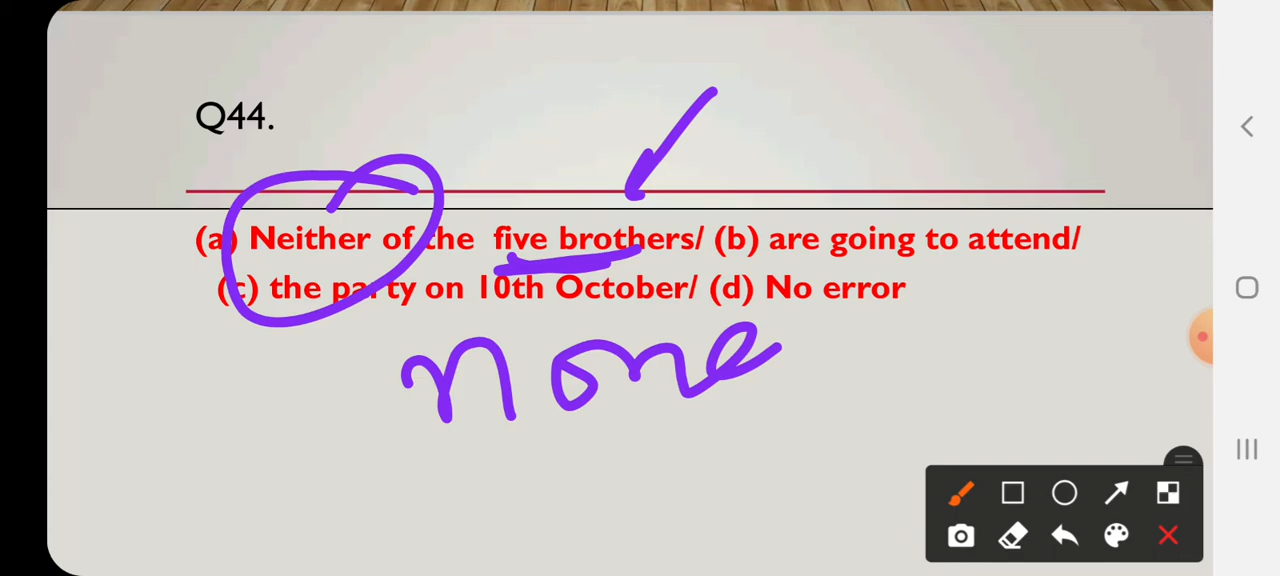 Q44.
(a) Neither of the five brothers/ (b) are going to attend/
(c) the party on 10th October/ (d) No error
none